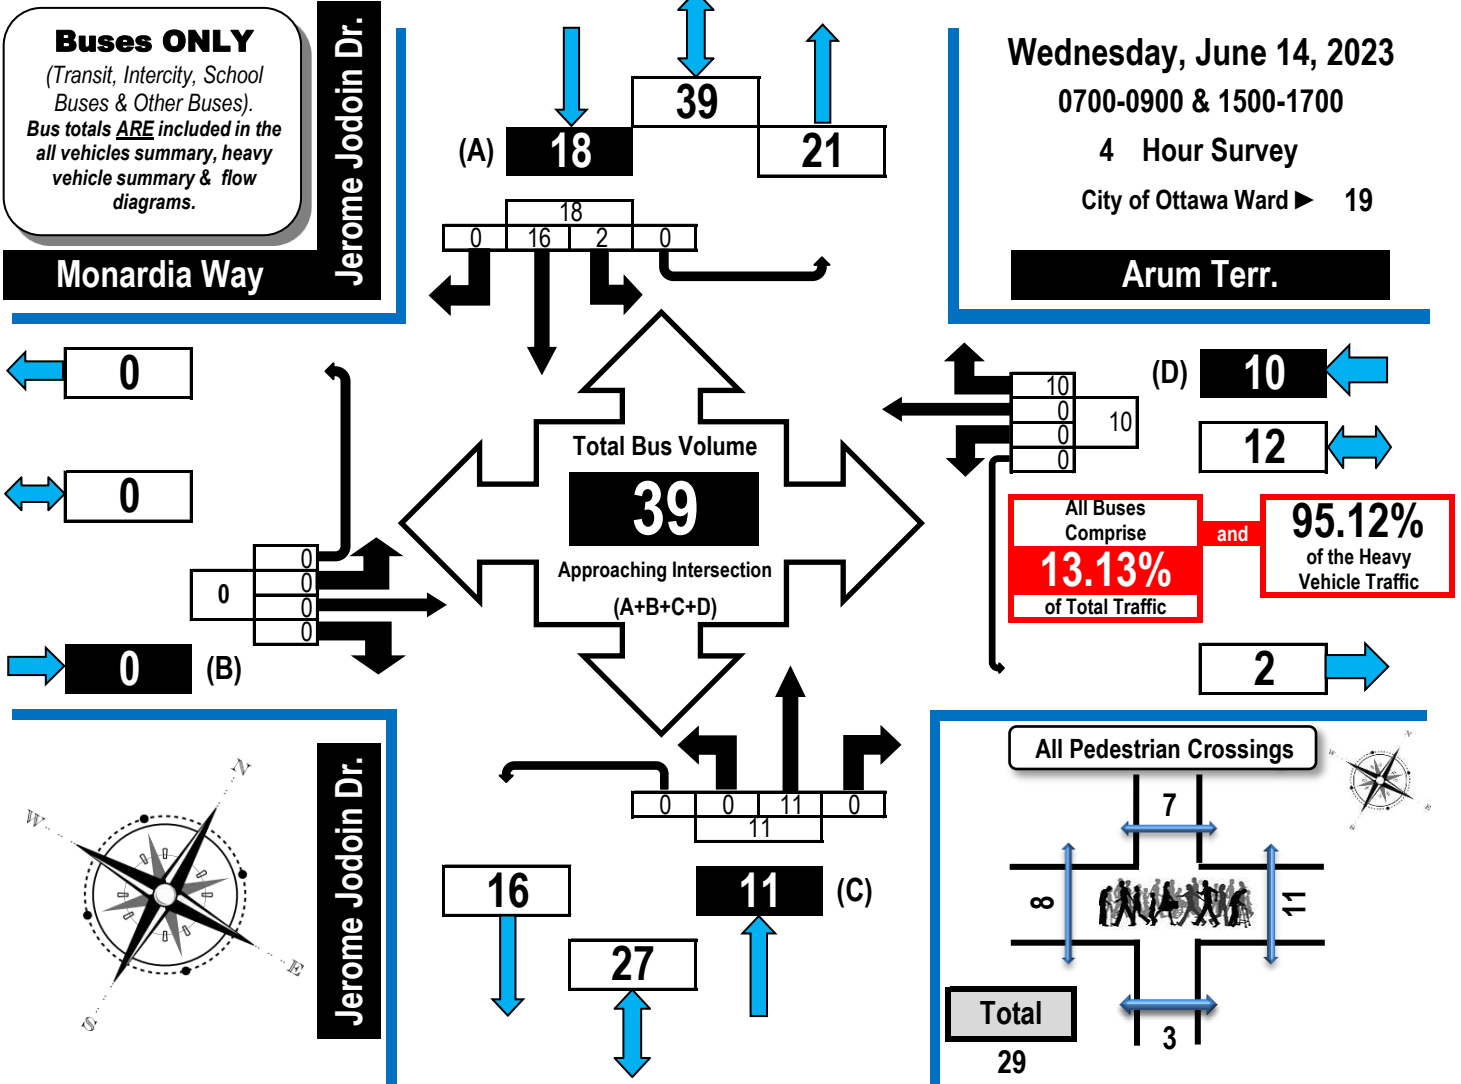 Buses ONLY
(Transit, Intercity, School
Buses & Other Buses).
Bus totals ARE included in the
all vehicles summary, heavy
vehicle summary & flow
diagrams.
Jerome Jodoin Dr.
Monardia Way
39
(A) 18
21
18
0 16 2 0
Wednesday, June 14, 2023
0700-0900 & 1500-1700
4 Hour Survey
City of Ottawa Ward ► 19
Arum Terr.
0
0
0
0
0
0
0
0 (B)
Total Bus Volume
39
Approaching Intersection
(A+B+C+D)
10
0
0
0
10
(D) 10
12
All Buses
Comprise
13.13%
of Total Traffic
and
95.12%
of the Heavy
Vehicle Traffic
2
0 0 11 0
11
16
11 (C)
27
Jerome Jodoin Dr.
N
W
E
S
All Pedestrian Crossings
N
W
E
S
7
8
11
3
Total
29